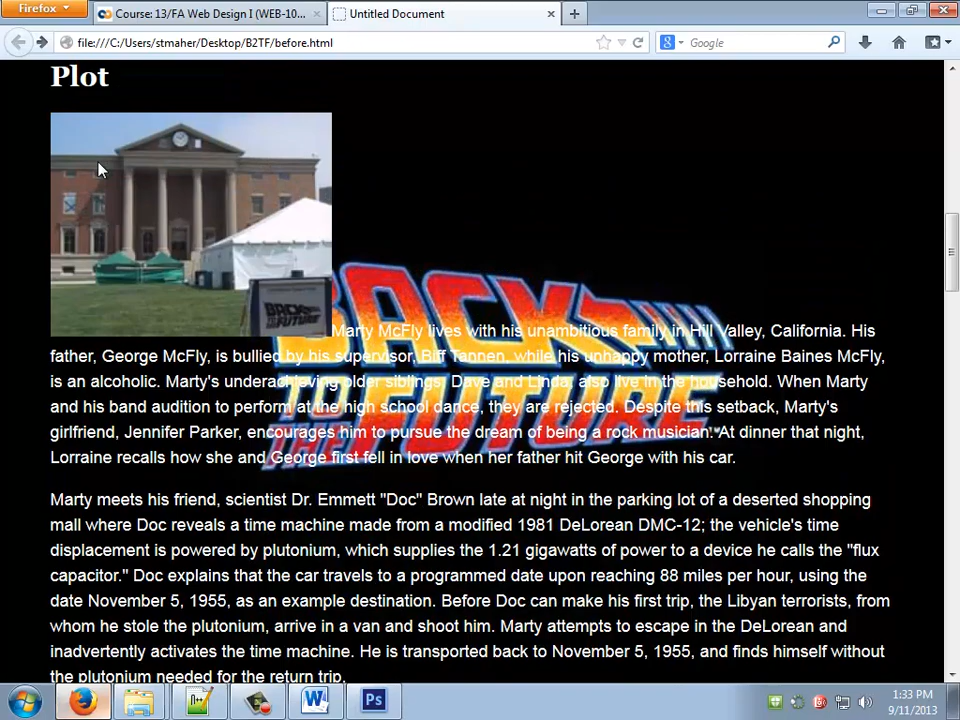 Firefox
Course: 13/FA Web Design I (WEB-10...
Untitled Document
file:///C:/Users/stmaher/Desktop/B2TF/before.html
Google
Plot
BACK TO THE FUTURE
BACK
TO
THE FUTURE
Marty McFly lives with his unambitious family in Hill Valley, California. His
father, George McFly, is bullied by his supervisor, Biff Tannen, while his unhappy mother, Lorraine Baines McFly,
is an alcoholic. Marty's underachieving older siblings, Dave and Linda, also live in the household. When Marty
and his band audition to perform at the high school dance, they are rejected. Despite this setback, Marty's
girlfriend, Jennifer Parker, encourages him to pursue the dream of being a rock musician. At dinner that night,
Lorraine recalls how she and George first fell in love when her father hit George with his car.
Marty meets his friend, scientist Dr. Emmett "Doc" Brown late at night in the parking lot of a deserted shopping
mall where Doc reveals a time machine made from a modified 1981 DeLorean DMC-12; the vehicle's time
displacement is powered by plutonium, which supplies the 1.21 gigawatts of power to a device he calls the "flux
capacitor." Doc explains that the car travels to a programmed date upon reaching 88 miles per hour, using the
date November 5, 1955, as an example destination. Before Doc can make his first trip, the Libyan terrorists, from
whom he stole the plutonium, arrive in a van and shoot him. Marty attempts to escape in the DeLorean and
inadvertently activates the time machine. He is transported back to November 5, 1955, and finds himself without
the plutonium needed for the return trip.
1:33 PM
9/11/2013